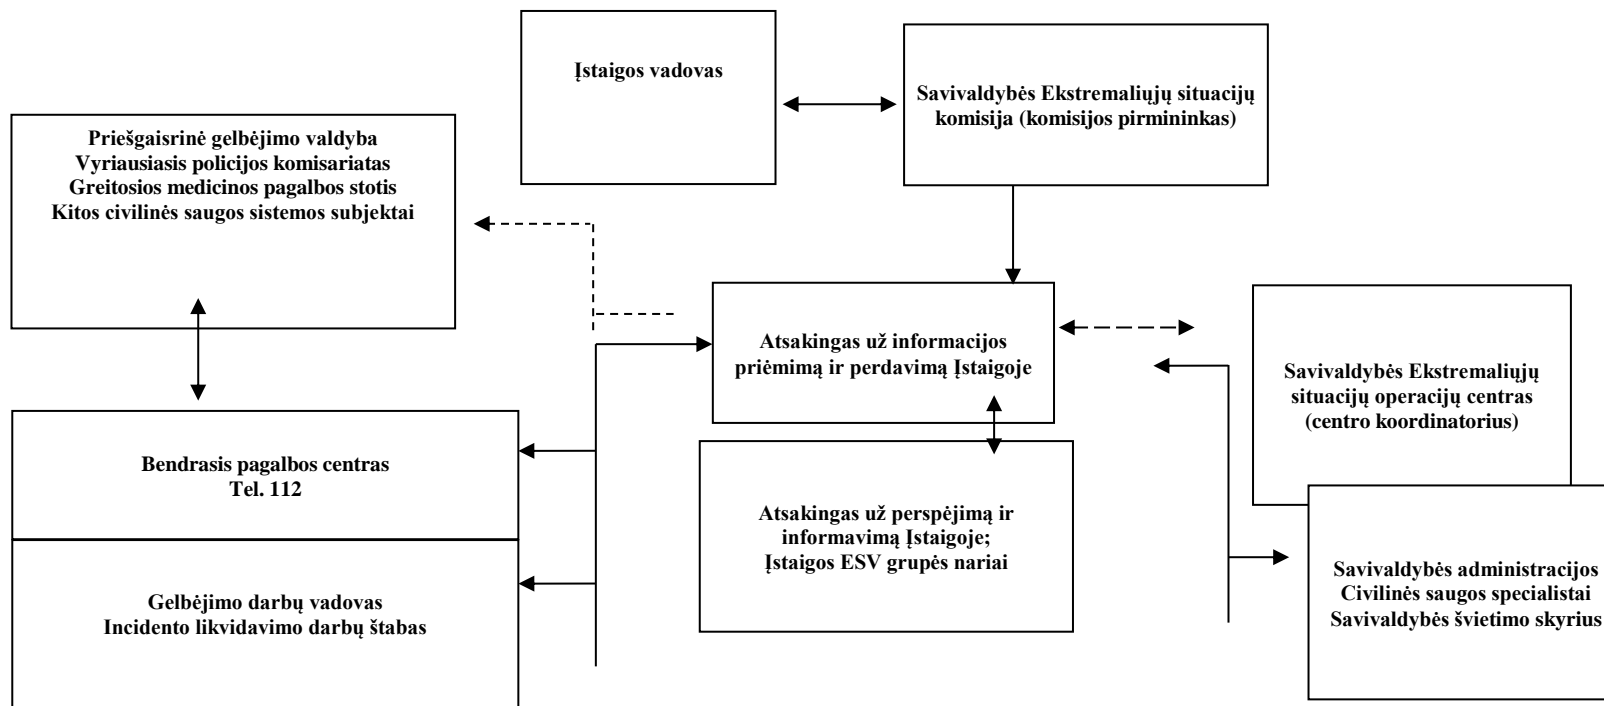 Įstaigos vadovas
Savivaldybės Ekstremaliųjų situacijų
komisija (komisijos pirmininkas)
Priešgaisrinė gelbėjimo valdyba
Vyriausiasis policijos komisariatas
Greitosios medicinos pagalbos stotis
Kitos civilinės saugos sistemos subjektai
Atsakingas už informacijos
priėmimą ir perdavimą Įstaigoje
Savivaldybės Ekstremaliųjų
situacijų operacijų centras
(centro koordinatorius)
Bendrasis pagalbos centras
Tel. 112
Atsakingas už perspėjimą ir
informavimą Įstaigoje;
Įstaigos ESV grupės nariai
Gelbėjimo darbų vadovas
Incidento likvidavimo darbų štabas
Savivaldybės administracijos
Civilinės saugos specialistai
Savivaldybės švietimo skyrius